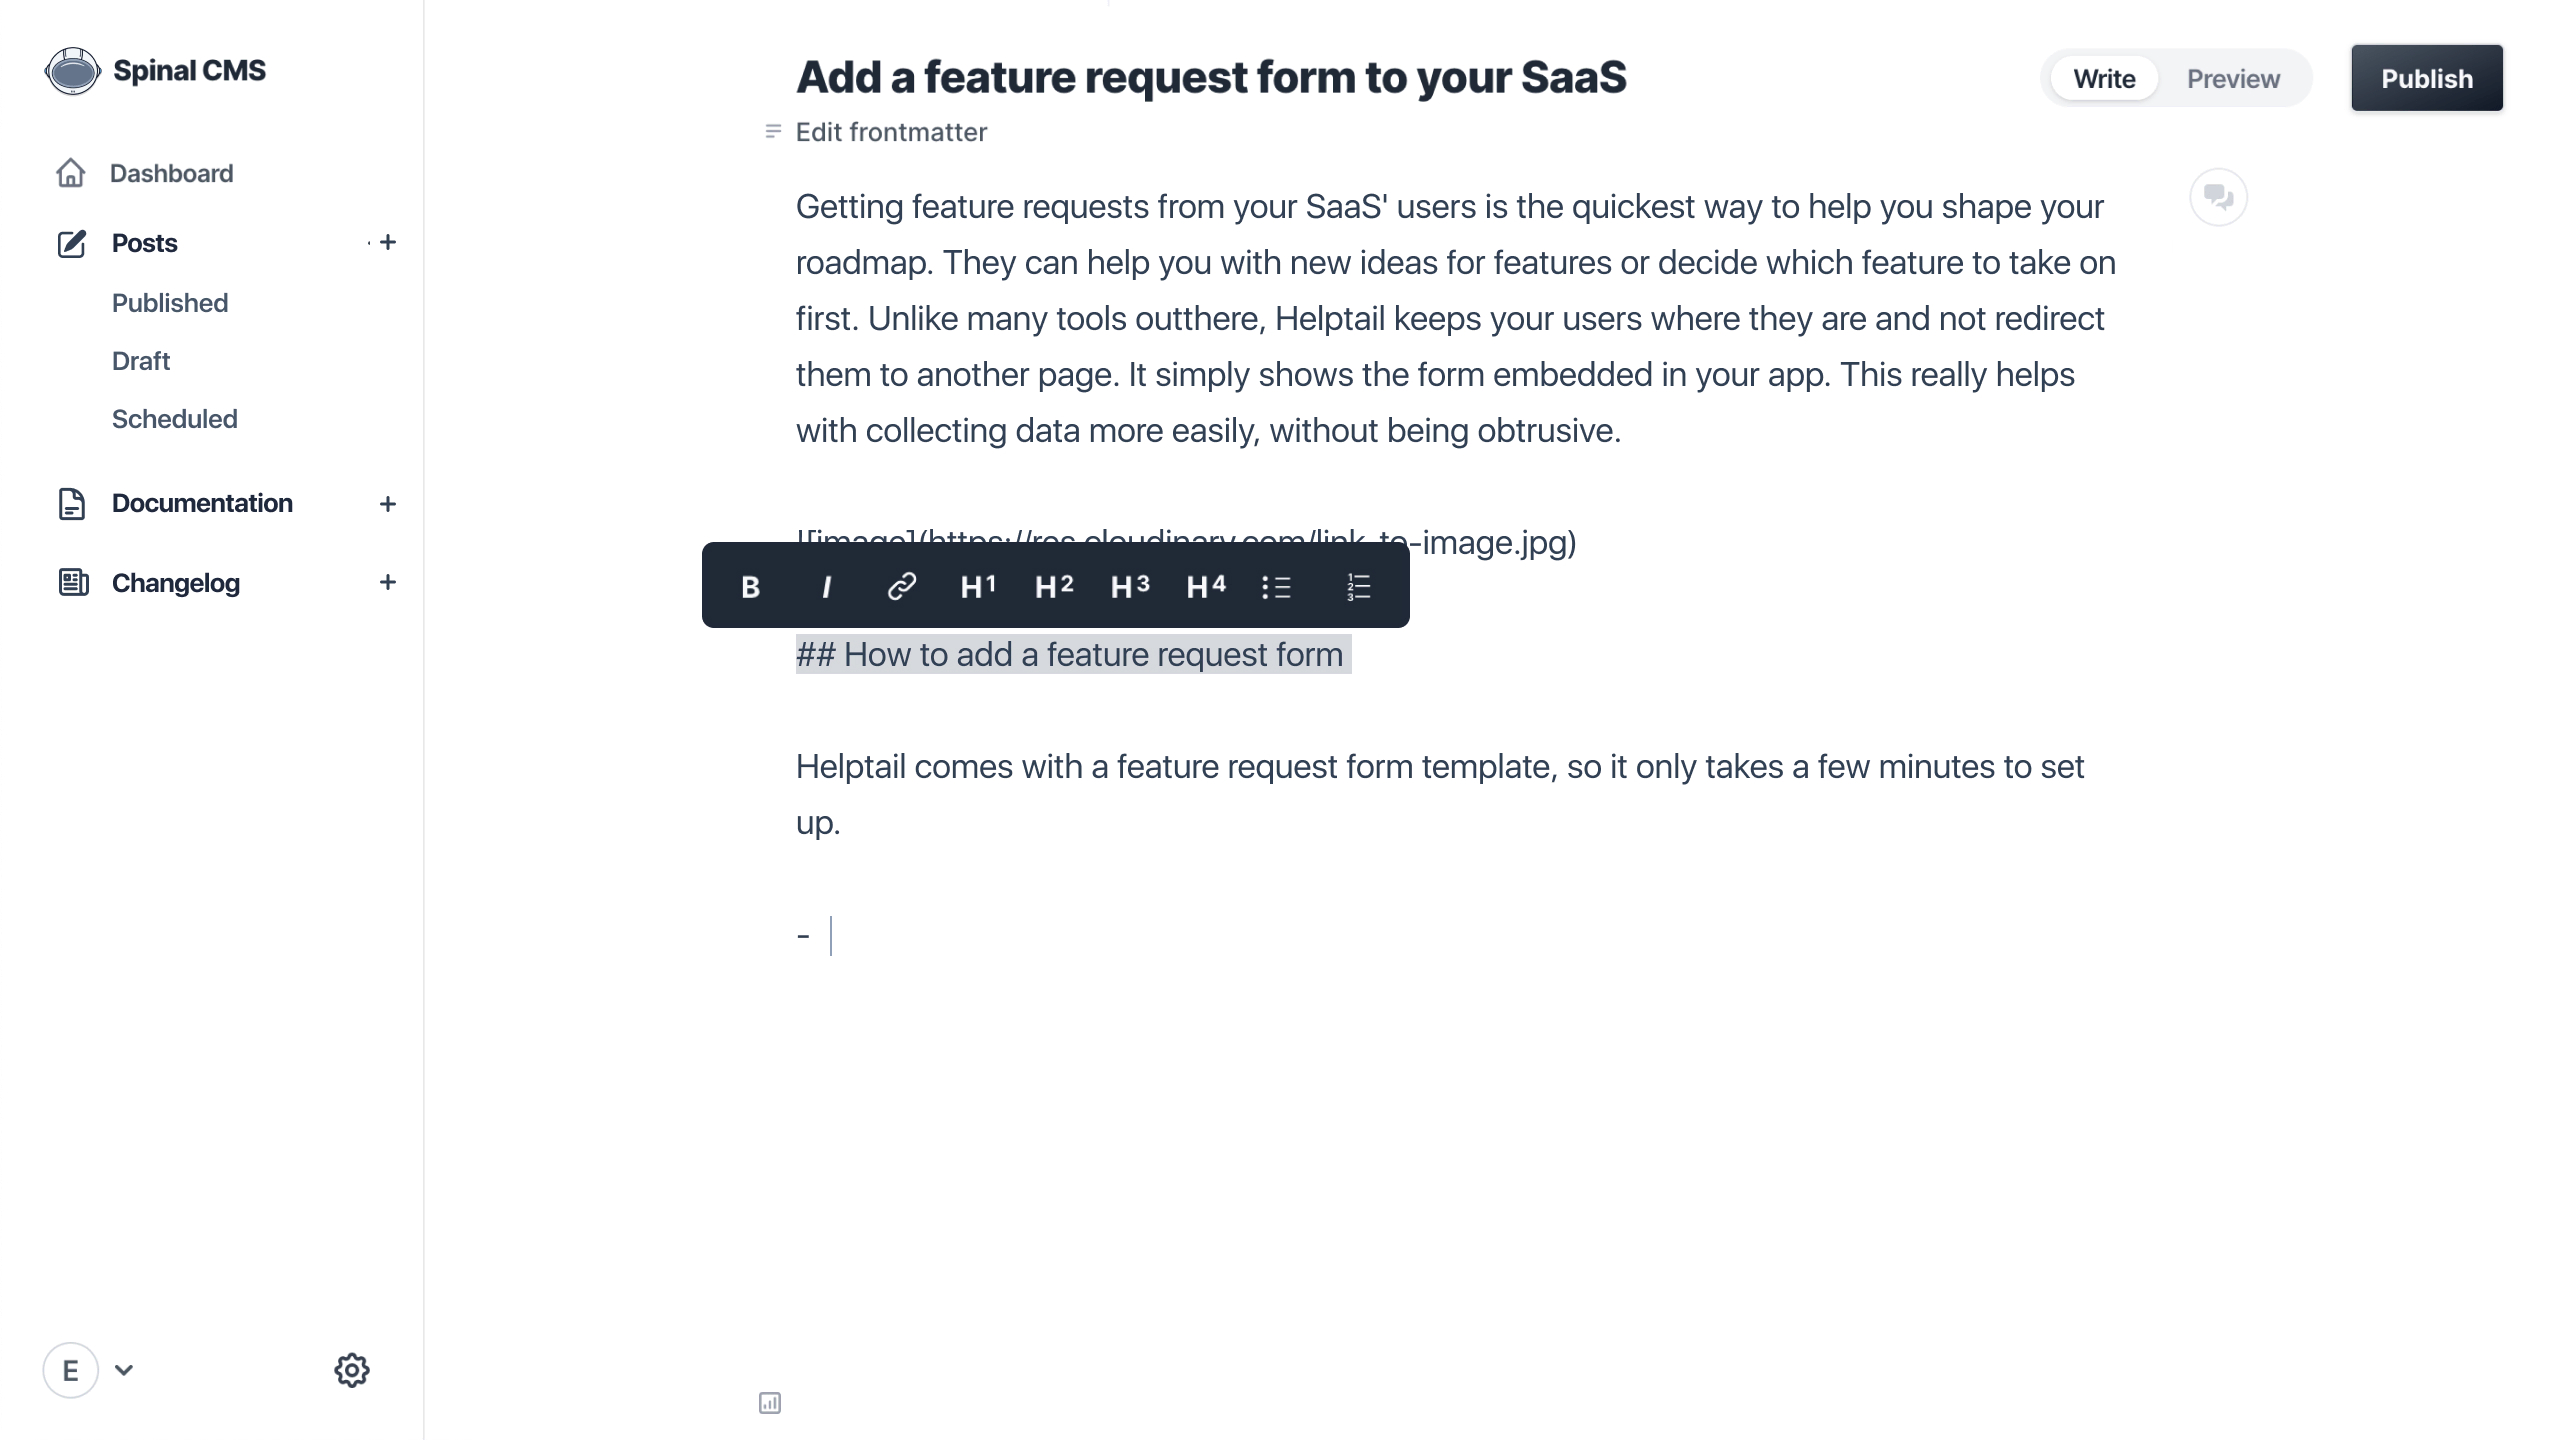 Spinal CMS
Dashboard
Posts
Published
Draft
Scheduled
Documentation
Changelog
E
Add a feature request form to your SaaS
Edit frontmatter
Write
Preview
Publish
Getting feature requests from your SaaS' users is the quickest way to help you shape your
roadmap. They can help you with new ideas for features or decide which feature to take on
first. Unlike many tools outthere, Helptail keeps your users where they are and not redirect
them to another page. It simply shows the form embedded in your app. This really helps
with collecting data more easily, without being obtrusive.
![image](https://res.cloudinary.com/link-to-image.jpg)
B I H1 H2 H3 H4
## How to add a feature request form
Helptail comes with a feature request form template, so it only takes a few minutes to set
up.
-